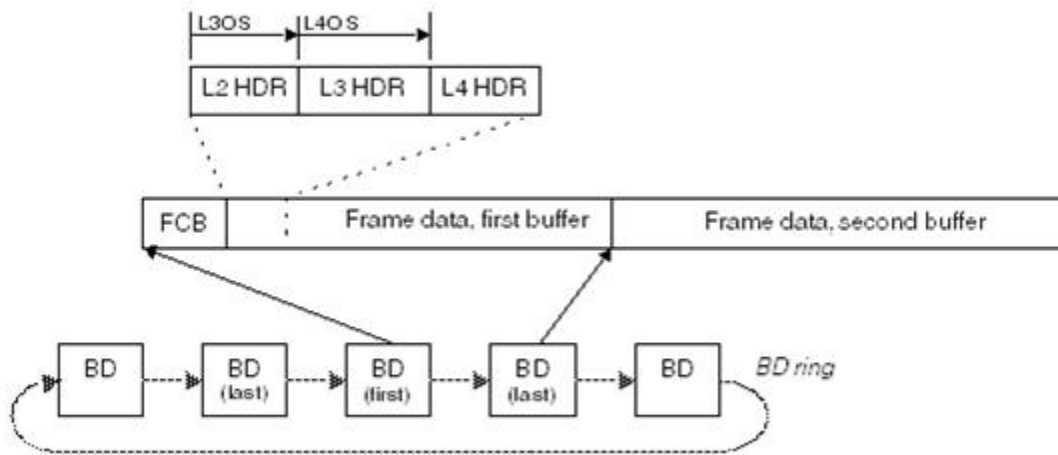 L3OS L4OS
L2 HDR L3 HDR L4 HDR
FCB Frame data, first buffer Frame data, second buffer
BD BD BD BD BD BD ring
(last) (first) (last)